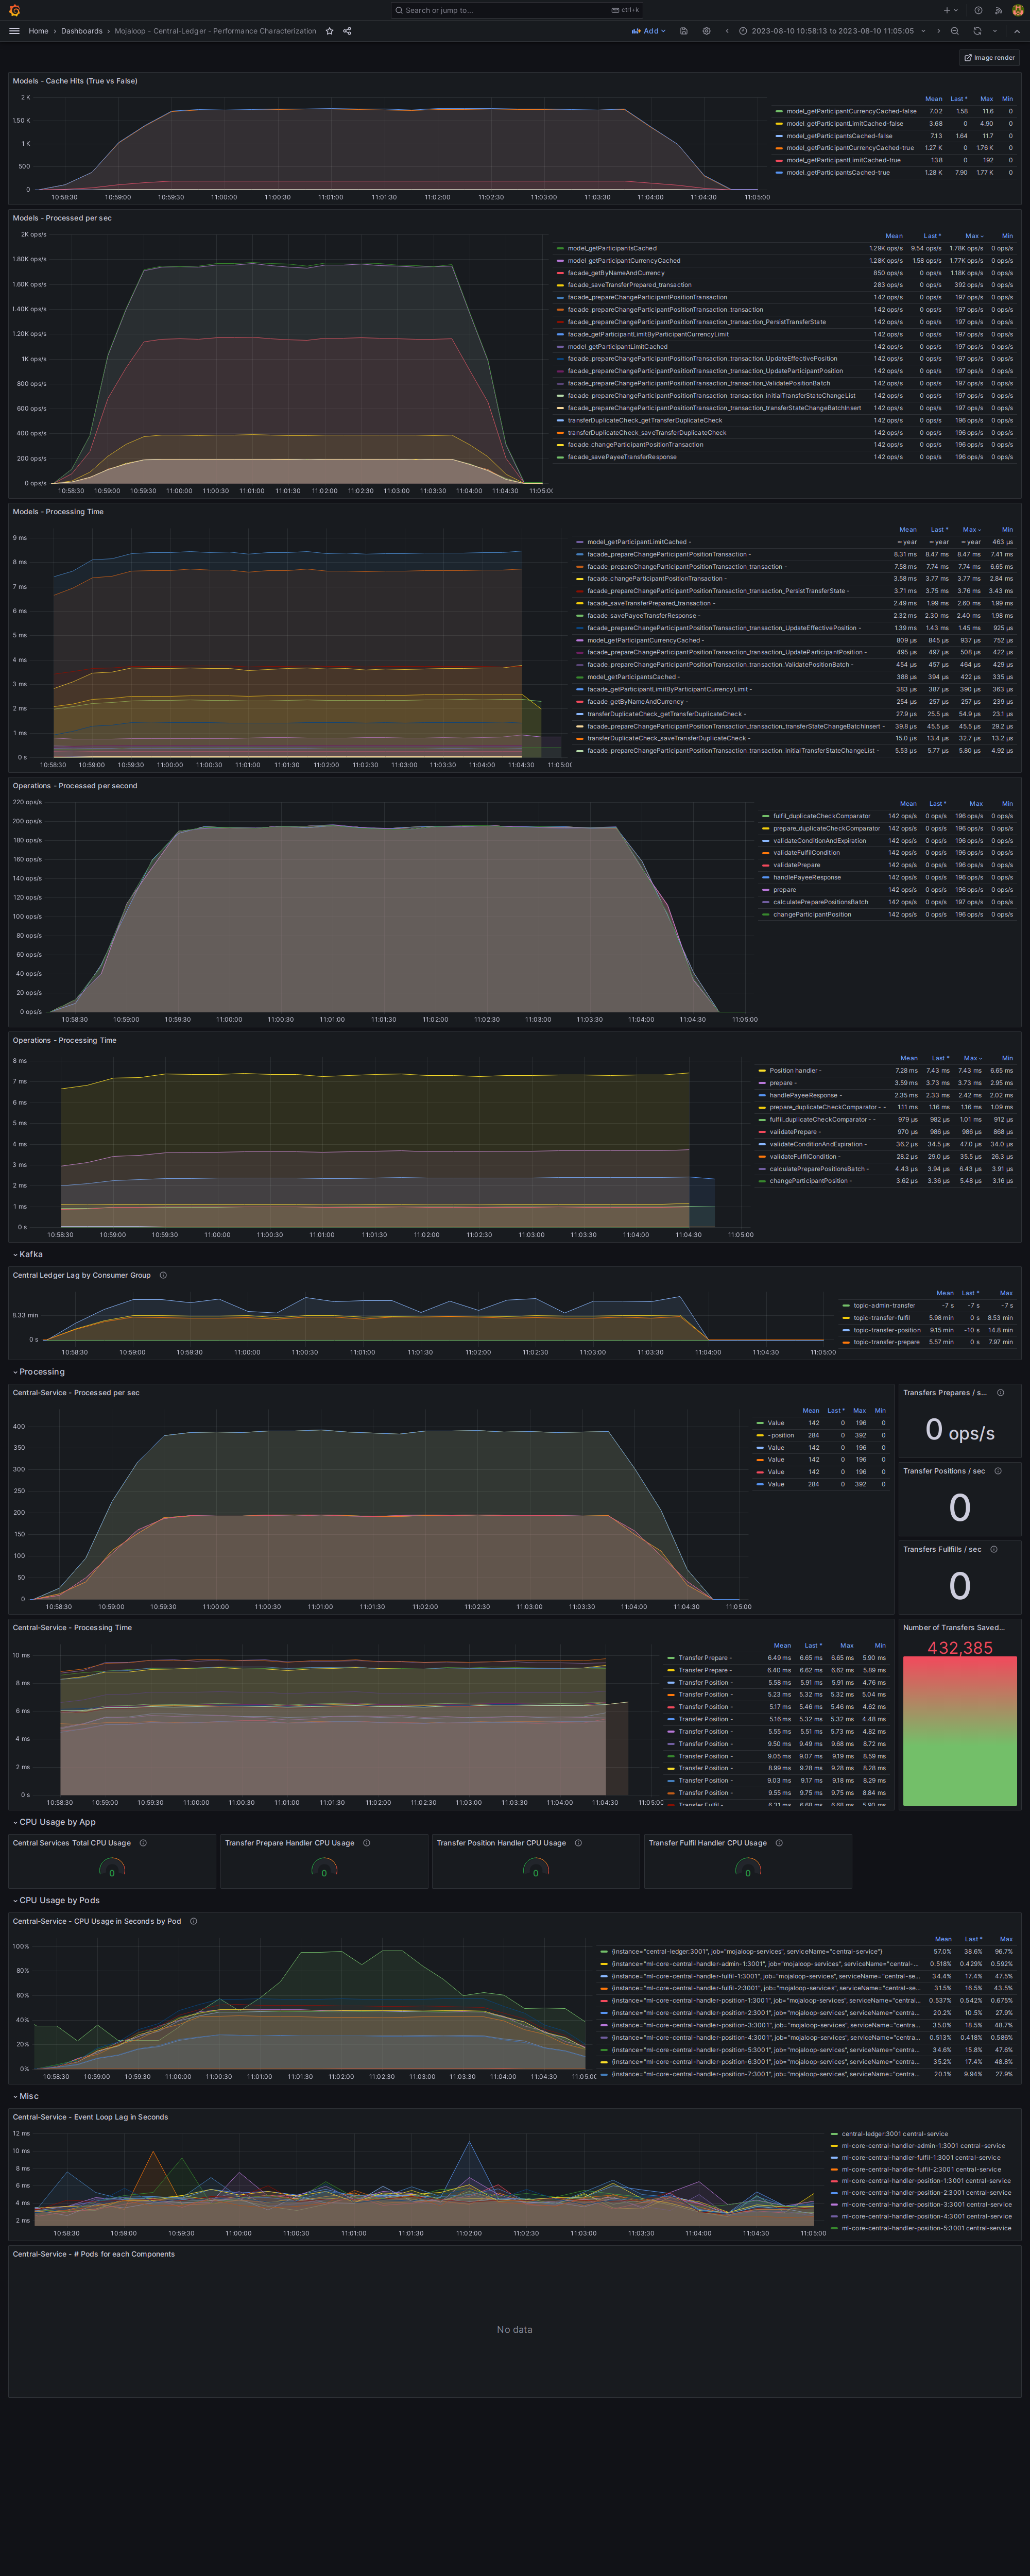 Search or jump to... ctrl+k
Home › Dashboards › Mojaloop - Central-Ledger - Performance Characterization Add 2023-08-10 10:58:13 to 2023-08-10 11:05:05
Image render
Models - Cache Hits (True vs False)
2 K
1.50 K
1 K
500
0
10:58:30 10:59:00 10:59:30 11:00:00 11:00:30 11:01:00 11:01:30 11:02:00 11:02:30 11:03:00 11:03:30 11:04:00 11:04:30 11:05:00
Mean Last * Max Min
model_getParticipantCurrencyCached-false 7.02 1.58 11.6 0
model_getParticipantLimitCached-false 3.68 0 4.90 0
model_getParticipantsCached-false 7.13 1.64 11.7 0
model_getParticipantCurrencyCached-true 1.27 K 0 1.76 K 0
model_getParticipantLimitCached-true 138 0 192 0
model_getParticipantsCached-true 1.28 K 7.90 1.77 K 0
Models - Processed per sec
2K ops/s
1.80K ops/s
1.60K ops/s
1.40K ops/s
1.20K ops/s
1K ops/s
800 ops/s
600 ops/s
400 ops/s
200 ops/s
0 ops/s
10:58:30 10:59:00 10:59:30 11:00:00 11:00:30 11:01:00 11:01:30 11:02:00 11:02:30 11:03:00 11:03:30 11:04:00 11:04:30 11:05:00
Mean Last * Max Min
model_getParticipantsCached 1.29K ops/s 9.54 ops/s 1.78K ops/s 0 ops/s
model_getParticipantCurrencyCached 1.28K ops/s 1.58 ops/s 1.77K ops/s 0 ops/s
facade_getByNameAndCurrency 850 ops/s 0 ops/s 1.18K ops/s 0 ops/s
facade_saveTransferPrepared_transaction 283 ops/s 0 ops/s 392 ops/s 0 ops/s
facade_prepareChangeParticipantPositionTransaction 142 ops/s 0 ops/s 197 ops/s 0 ops/s
facade_prepareChangeParticipantPositionTransaction_transaction 142 ops/s 0 ops/s 197 ops/s 0 ops/s
facade_prepareChangeParticipantPositionTransaction_transaction_PersistTransferState 142 ops/s 0 ops/s 197 ops/s 0 ops/s
facade_getParticipantLimitByParticipantCurrencyLimit 142 ops/s 0 ops/s 197 ops/s 0 ops/s
model_getParticipantLimitCached 142 ops/s 0 ops/s 197 ops/s 0 ops/s
facade_prepareChangeParticipantPositionTransaction_transaction_UpdateEffectivePosition 142 ops/s 0 ops/s 197 ops/s 0 ops/s
facade_prepareChangeParticipantPositionTransaction_transaction_UpdateParticipantPosition 142 ops/s 0 ops/s 197 ops/s 0 ops/s
facade_prepareChangeParticipantPositionTransaction_transaction_ValidatePositionBatch 142 ops/s 0 ops/s 197 ops/s 0 ops/s
facade_prepareChangeParticipantPositionTransaction_transaction_initialTransferStateChangeList 142 ops/s 0 ops/s 197 ops/s 0 ops/s
facade_prepareChangeParticipantPositionTransaction_transaction_transferStateChangeBatchInsert 142 ops/s 0 ops/s 197 ops/s 0 ops/s
transferDuplicateCheck_getTransferDuplicateCheck 142 ops/s 0 ops/s 196 ops/s 0 ops/s
transferDuplicateCheck_saveTransferDuplicateCheck 142 ops/s 0 ops/s 196 ops/s 0 ops/s
facade_changeParticipantPositionTransaction 142 ops/s 0 ops/s 196 ops/s 0 ops/s
facade_savePayeeTransferResponse 142 ops/s 0 ops/s 196 ops/s 0 ops/s
Models - Processing Time
9 ms
8 ms
7 ms
6 ms
5 ms
4 ms
3 ms
2 ms
1 ms
0 s
10:58:30 10:59:00 10:59:30 11:00:00 11:00:30 11:01:00 11:01:30 11:02:00 11:02:30 11:03:00 11:03:30 11:04:00 11:04:30 11:05:00
Mean Last * Max Min
model_getParticipantLimitCached - ∞ year ∞ year ∞ year 463 µs
facade_prepareChangeParticipantPositionTransaction - 8.31 ms 8.47 ms 8.47 ms 7.41 ms
facade_prepareChangeParticipantPositionTransaction_transaction - 7.58 ms 7.74 ms 7.74 ms 6.65 ms
facade_changeParticipantPositionTransaction - 3.58 ms 3.77 ms 3.77 ms 2.84 ms
facade_prepareChangeParticipantPositionTransaction_transaction_PersistTransferState - 3.71 ms 3.75 ms 3.76 ms 3.43 ms
facade_saveTransferPrepared_transaction - 2.49 ms 1.99 ms 2.60 ms 1.99 ms
facade_savePayeeTransferResponse - 2.32 ms 2.30 ms 2.40 ms 1.98 ms
facade_prepareChangeParticipantPositionTransaction_transaction_UpdateEffectivePosition - 1.39 ms 1.43 ms 1.45 ms 925 µs
model_getParticipantCurrencyCached - 809 µs 845 µs 937 µs 752 µs
facade_prepareChangeParticipantPositionTransaction_transaction_UpdateParticipantPosition - 495 µs 497 µs 508 µs 422 µs
facade_prepareChangeParticipantPositionTransaction_transaction_ValidatePositionBatch - 454 µs 457 µs 464 µs 429 µs
model_getParticipantsCached - 388 µs 394 µs 422 µs 335 µs
facade_getParticipantLimitByParticipantCurrencyLimit - 383 µs 387 µs 390 µs 363 µs
facade_getByNameAndCurrency - 254 µs 257 µs 257 µs 239 µs
transferDuplicateCheck_getTransferDuplicateCheck - 27.9 µs 25.5 µs 54.9 µs 23.1 µs
facade_prepareChangeParticipantPositionTransaction_transaction_transferStateChangeBatchInsert - 39.8 µs 45.5 µs 45.5 µs 29.2 µs
transferDuplicateCheck_saveTransferDuplicateCheck - 15.0 µs 13.4 µs 32.7 µs 13.2 µs
facade_prepareChangeParticipantPositionTransaction_transaction_initialTransferStateChangeList - 5.53 µs 5.77 µs 5.80 µs 4.92 µs
Operations - Processed per second
220 ops/s
200 ops/s
180 ops/s
160 ops/s
140 ops/s
120 ops/s
100 ops/s
80 ops/s
60 ops/s
40 ops/s
20 ops/s
0 ops/s
10:58:30 10:59:00 10:59:30 11:00:00 11:00:30 11:01:00 11:01:30 11:02:00 11:02:30 11:03:00 11:03:30 11:04:00 11:04:30 11:05:00
Mean Last * Max Min
fulfil_duplicateCheckComparator 142 ops/s 0 ops/s 196 ops/s 0 ops/s
prepare_duplicateCheckComparator 142 ops/s 0 ops/s 196 ops/s 0 ops/s
validateConditionAndExpiration 142 ops/s 0 ops/s 196 ops/s 0 ops/s
validateFulfilCondition 142 ops/s 0 ops/s 196 ops/s 0 ops/s
validatePrepare 142 ops/s 0 ops/s 196 ops/s 0 ops/s
handlePayeeResponse 142 ops/s 0 ops/s 196 ops/s 0 ops/s
prepare 142 ops/s 0 ops/s 196 ops/s 0 ops/s
calculatePreparePositionsBatch 142 ops/s 0 ops/s 197 ops/s 0 ops/s
changeParticipantPosition 142 ops/s 0 ops/s 196 ops/s 0 ops/s
Operations - Processing Time
8 ms
7 ms
6 ms
5 ms
4 ms
3 ms
2 ms
1 ms
0 s
10:58:30 10:59:00 10:59:30 11:00:00 11:00:30 11:01:00 11:01:30 11:02:00 11:02:30 11:03:00 11:03:30 11:04:00 11:04:30 11:05:00
Mean Last * Max Min
Position handler - 7.28 ms 7.43 ms 7.43 ms 6.65 ms
prepare - 3.59 ms 3.73 ms 3.73 ms 2.95 ms
handlePayeeResponse - 2.35 ms 2.33 ms 2.42 ms 2.02 ms
prepare_duplicateCheckComparator - - 1.11 ms 1.16 ms 1.16 ms 1.09 ms
fulfil_duplicateCheckComparator - - 979 µs 982 µs 1.01 ms 912 µs
validatePrepare - 970 µs 986 µs 986 µs 868 µs
validateConditionAndExpiration - 36.2 µs 34.5 µs 47.0 µs 34.0 µs
validateFulfilCondition - 28.2 µs 29.0 µs 35.5 µs 26.3 µs
calculatePreparePositionsBatch - 4.43 µs 3.94 µs 6.43 µs 3.91 µs
changeParticipantPosition - 3.62 µs 3.36 µs 5.48 µs 3.16 µs
Kafka
Central Ledger Lag by Consumer Group
8.33 min
0 s
10:58:30 10:59:00 10:59:30 11:00:00 11:00:30 11:01:00 11:01:30 11:02:00 11:02:30 11:03:00 11:03:30 11:04:00 11:04:30 11:05:00
Mean Last * Max
topic-admin-transfer -7 s -7 s -7 s
topic-transfer-fulfil 5.98 min 0 s 8.53 min
topic-transfer-position 9.15 min -10 s 14.8 min
topic-transfer-prepare 5.57 min 0 s 7.97 min
Processing
Central-Service - Processed per sec
400
350
300
250
200
150
100
50
0
10:58:30 10:59:00 10:59:30 11:00:00 11:00:30 11:01:00 11:01:30 11:02:00 11:02:30 11:03:00 11:03:30 11:04:00 11:04:30 11:05:00
Mean Last * Max Min
Value 142 0 196 0
-position 284 0 392 0
Value 142 0 196 0
Value 142 0 196 0
Value 142 0 196 0
Value 284 0 392 0
Transfers Prepares / s...
0 ops/s
Transfer Positions / sec
0
Transfers Fullfills / sec
0
Central-Service - Processing Time
10 ms
8 ms
6 ms
4 ms
2 ms
0 s
10:58:30 10:59:00 10:59:30 11:00:00 11:00:30 11:01:00 11:01:30 11:02:00 11:02:30 11:03:00 11:03:30 11:04:00 11:04:30 11:05:00
Mean Last * Max Min
Transfer Prepare - 6.49 ms 6.65 ms 6.65 ms 5.90 ms
Transfer Prepare - 6.40 ms 6.62 ms 6.62 ms 5.89 ms
Transfer Position - 5.58 ms 5.91 ms 5.91 ms 4.76 ms
Transfer Position - 5.23 ms 5.32 ms 5.32 ms 5.04 ms
Transfer Position - 5.17 ms 5.46 ms 5.46 ms 4.62 ms
Transfer Position - 5.16 ms 5.32 ms 5.32 ms 4.48 ms
Transfer Position - 5.55 ms 5.51 ms 5.73 ms 4.82 ms
Transfer Position - 9.50 ms 9.49 ms 9.68 ms 8.72 ms
Transfer Position - 9.05 ms 9.07 ms 9.19 ms 8.59 ms
Transfer Position - 8.99 ms 9.28 ms 9.28 ms 8.28 ms
Transfer Position - 9.03 ms 9.17 ms 9.18 ms 8.29 ms
Transfer Position - 9.55 ms 9.75 ms 9.75 ms 8.84 ms
Transfer Fulfil - 6.31 ms 6.68 ms 6.68 ms 5.90 ms
Number of Transfers Saved...
432,385
CPU Usage by App
Central Services Total CPU Usage
0
Transfer Prepare Handler CPU Usage
0
Transfer Position Handler CPU Usage
0
Transfer Fulfil Handler CPU Usage
0
CPU Usage by Pods
Central-Service - CPU Usage in Seconds by Pod
100%
80%
60%
40%
20%
0%
10:58:30 10:59:00 10:59:30 11:00:00 11:00:30 11:01:00 11:01:30 11:02:00 11:02:30 11:03:00 11:03:30 11:04:00 11:04:30 11:05:00
Mean Last * Max
{instance="central-ledger:3001", job="mojaloop-services", serviceName="central-service"} 57.0% 38.6% 96.7%
{instance="ml-core-central-handler-admin-1:3001", job="mojaloop-services", serviceName="central-... 0.518% 0.429% 0.592%
{instance="ml-core-central-handler-fulfil-1:3001", job="mojaloop-services", serviceName="central-se... 34.4% 17.4% 47.5%
{instance="ml-core-central-handler-fulfil-2:3001", job="mojaloop-services", serviceName="central-se... 31.5% 16.5% 43.5%
{instance="ml-core-central-handler-position-1:3001", job="mojaloop-services", serviceName="centra... 0.537% 0.542% 0.675%
{instance="ml-core-central-handler-position-2:3001", job="mojaloop-services", serviceName="centra... 20.2% 10.5% 27.9%
{instance="ml-core-central-handler-position-3:3001", job="mojaloop-services", serviceName="centra... 35.0% 18.5% 48.7%
{instance="ml-core-central-handler-position-4:3001", job="mojaloop-services", serviceName="centra... 0.513% 0.418% 0.586%
{instance="ml-core-central-handler-position-5:3001", job="mojaloop-services", serviceName="centra... 34.6% 15.8% 47.6%
{instance="ml-core-central-handler-position-6:3001", job="mojaloop-services", serviceName="centra... 35.2% 17.4% 48.8%
{instance="ml-core-central-handler-position-7:3001", job="mojaloop-services", serviceName="centra... 20.1% 9.94% 27.9%
Misc
Central-Service - Event Loop Lag in Seconds
12 ms
10 ms
8 ms
6 ms
4 ms
2 ms
10:58:30 10:59:00 10:59:30 11:00:00 11:00:30 11:01:00 11:01:30 11:02:00 11:02:30 11:03:00 11:03:30 11:04:00 11:04:30 11:05:00
central-ledger:3001 central-service
ml-core-central-handler-admin-1:3001 central-service
ml-core-central-handler-fulfil-1:3001 central-service
ml-core-central-handler-fulfil-2:3001 central-service
ml-core-central-handler-position-1:3001 central-service
ml-core-central-handler-position-2:3001 central-service
ml-core-central-handler-position-3:3001 central-service
ml-core-central-handler-position-4:3001 central-service
ml-core-central-handler-position-5:3001 central-service
Central-Service - # Pods for each Components
No data